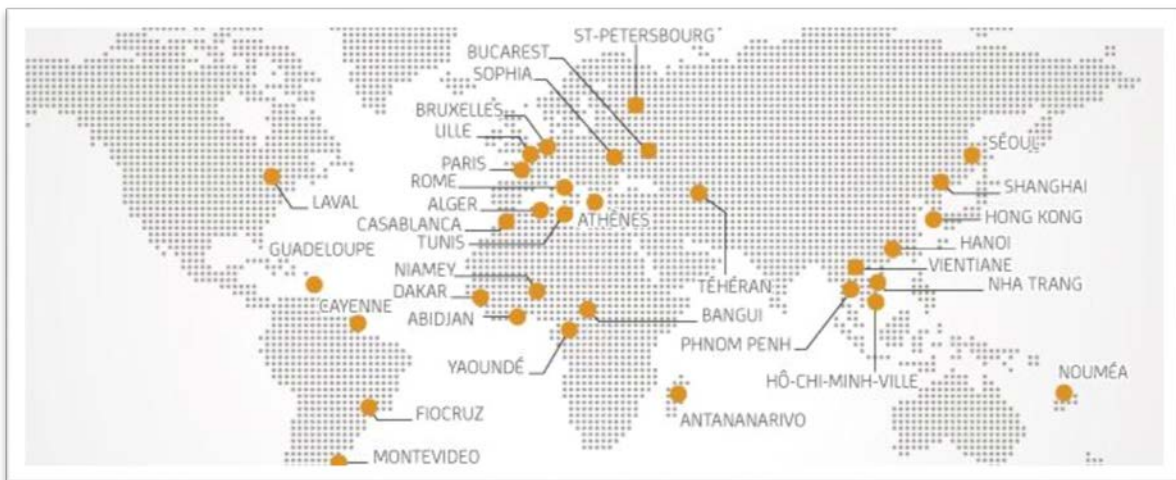 ST-PETERSBOURG
BUCAREST
SOPHIA
BRUXELLES
LILLE
PARIS
ROME
ALGER
CASABLANCA
TUNIS
ATHÈNES
LAVAL
GUADELOUPE
CAYENNE
NIAMEY
DAKAR
ABIDJAN
YAOUNDÉ
BANGUI
TÉHÉRAN
SÉOUL
SHANGHAI
HONG KONG
HANOI
VIENTIANE
NHA TRANG
PHNOM PENH
HÔ-CHI-MINH-VILLE
NOUMÉA
ANTANANARIVO
FIOCRUZ
MONTEVIDEO